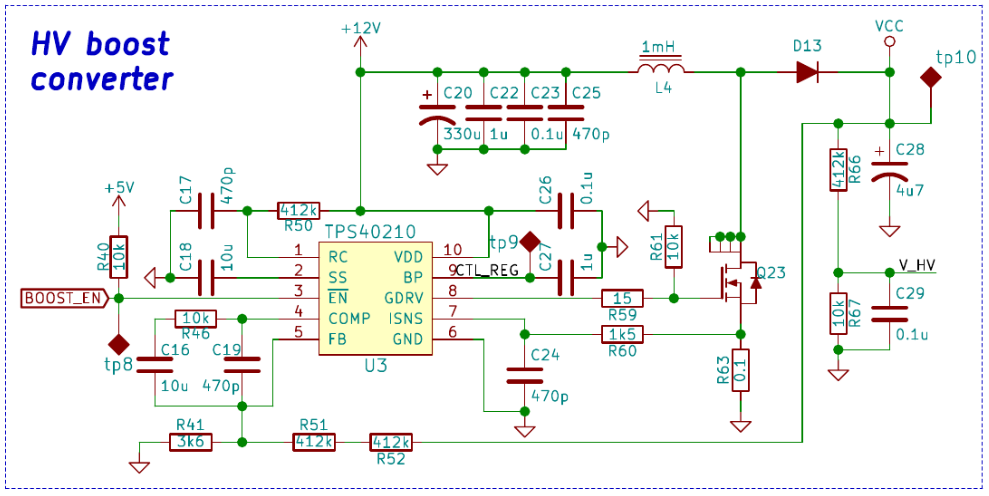 HV boost
converter
+12V
1mH
L4
D13
VCC
tp10
C20
330u
C22
1u
C23
0.1u
C25
470p
R66
412k
C28
4u7
+5V
C17
470p
412k
R50
C26
0.1u
TPS40210
tp9
R40
10k
C18
10u
1
RC
VDD
10
2
SS
BP
9
CTL_REG
C27
1u
R61
10k
Q23
V_HV
BOOST_EN
3
EN
GDRV
8
15
R59
10k
R46
4
COMP
ISNS
7
1k5
R60
R67
10k
C29
0.1u
tp8
C16
10u
C19
470p
5
FB
GND
6
U3
C24
470p
R63
0.1
R41
3k6
R51
412k
412k
R52